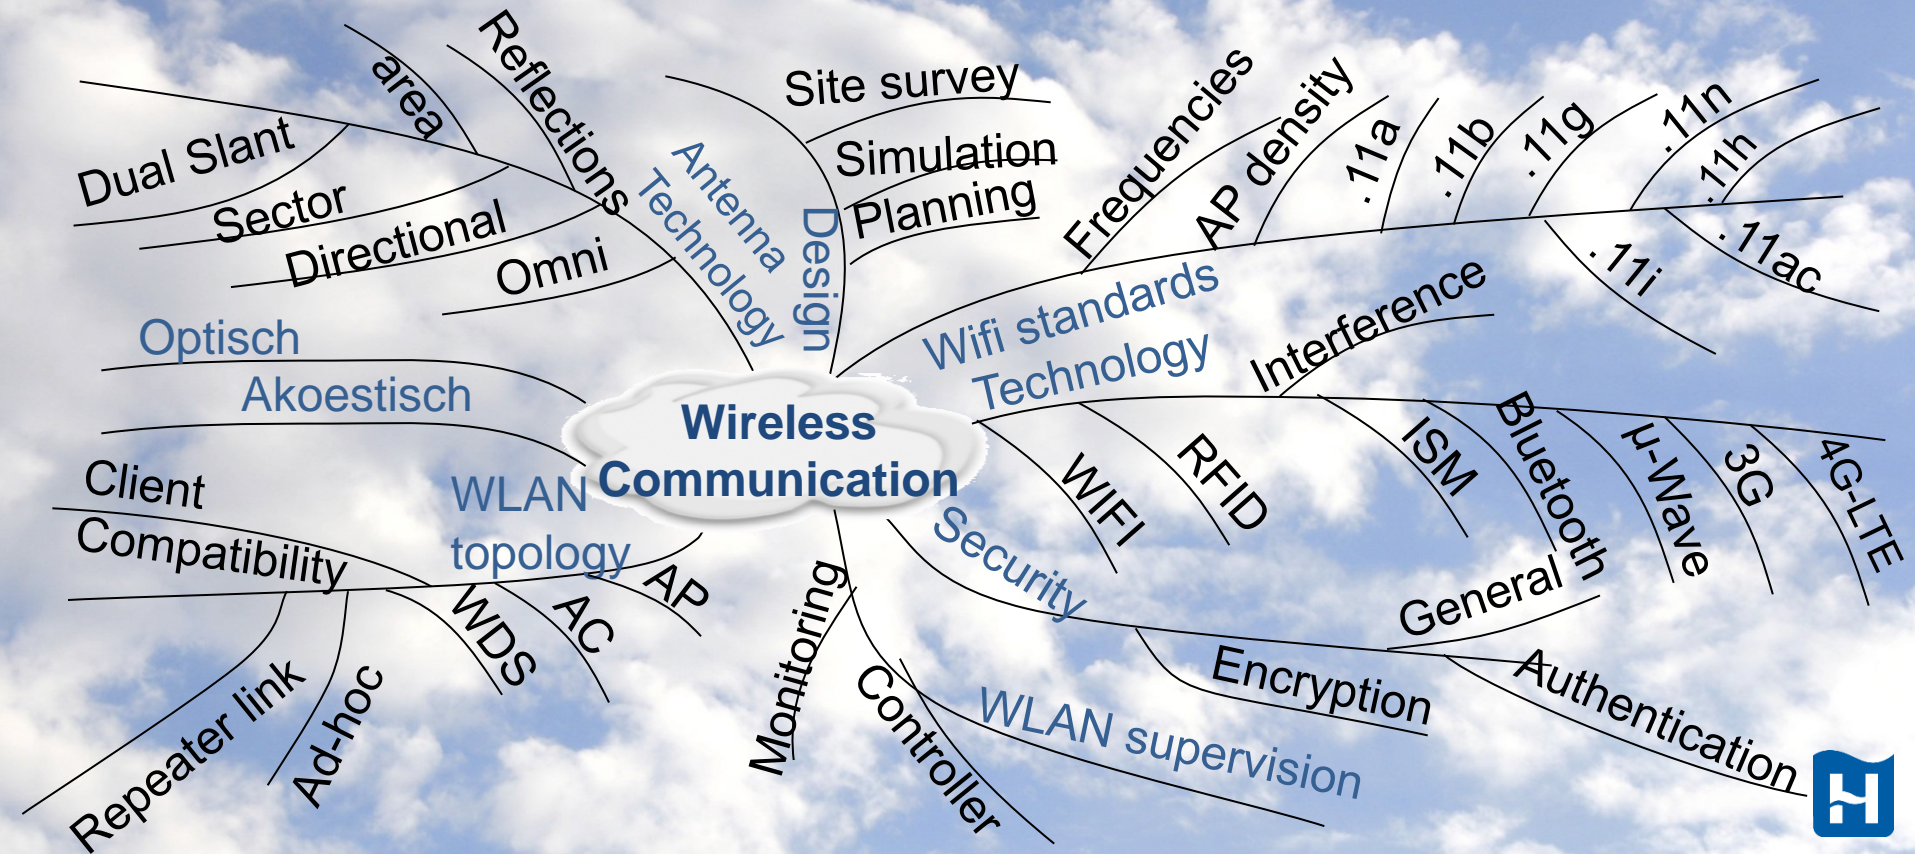 Wireless
Communication
Antenna
Technology
area
Reflections
Dual Slant
Sector
Directional
Omni
Design
Site survey
Simulation
Planning
Wifi standards
Frequencies
AP density
.11a
.11b
.11g
.11n
.11h
.11i
.11ac
Technology
Interference
WIFI
RFID
ISM
Bluetooth
µ-Wave
3G
4G-LTE
Security
General
Encryption
Authentication
WLAN supervision
Monitoring
Controller
WLAN
topology
Client
Compatibility
Repeater link
Ad-hoc
WDS
AC
AP
Optisch
Akoestisch
H